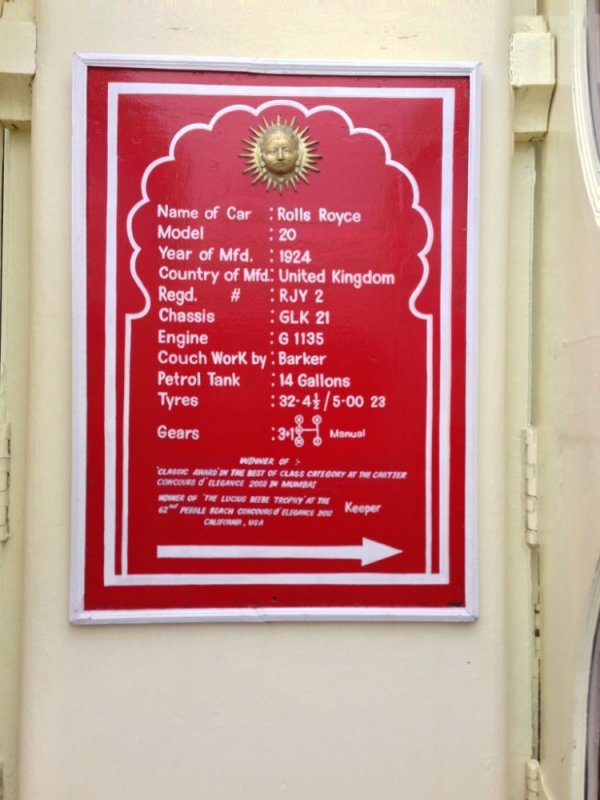 Name of Car : Rolls Royce
Model : 20
Year of Mfd. : 1924
Country of Mfd.: United Kingdom
Regd. # : RJY 2
Chassis : GLK 21
Engine : G 1135
Couch Work by : Barker
Petrol Tank : 14 Gallons
Tyres : 32·4½/5·00 23
Gears : 3+1 Manual
WINNER OF :-
'CLASSIC AWARD' IN THE BEST OF CLASS CATEGORY AT THE CARTIER
CONCOURS D' ELEGANCE 2008 IN MUMBAI
WINNER OF 'THE LUCIUS BEEBE TROPHY' AT THE
62nd PEBBLE BEACH CONCOURS D' ELEGANCE 2012
CALIFORNIA, USA
Keeper